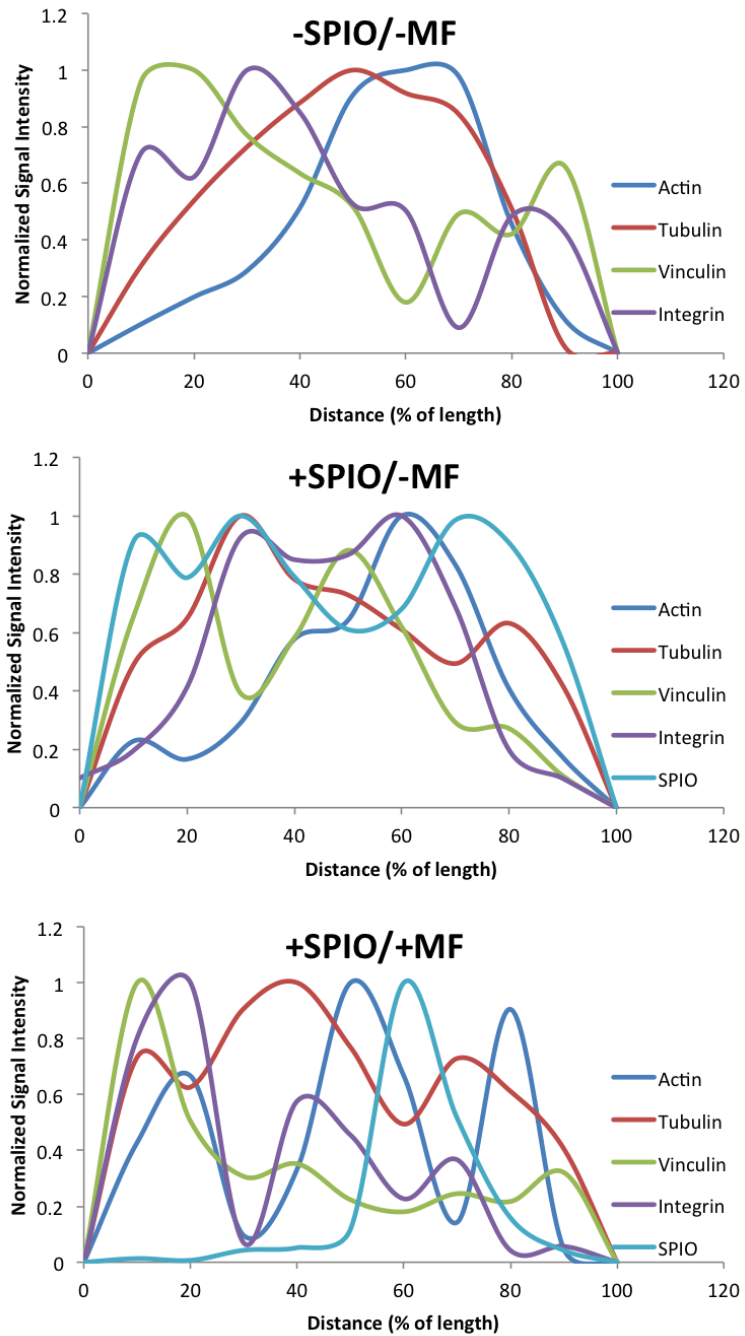 -SPIO/-MF
Normalized Signal Intensity
1.2
1
0.8
0.6
0.4
0.2
0
0 20 40 60 80 100 120
Distance (% of length)
Actin
Tubulin
Vinculin
Integrin
+SPIO/-MF
Normalized Signal Intensity
1.2
1
0.8
0.6
0.4
0.2
0
0 20 40 60 80 100 120
Distance (% of length)
Actin
Tubulin
Vinculin
Integrin
SPIO
+SPIO/+MF
Normalized Signal Intensity
1.2
1
0.8
0.6
0.4
0.2
0
0 20 40 60 80 100 120
Distance (% of length)
Actin
Tubulin
Vinculin
Integrin
SPIO